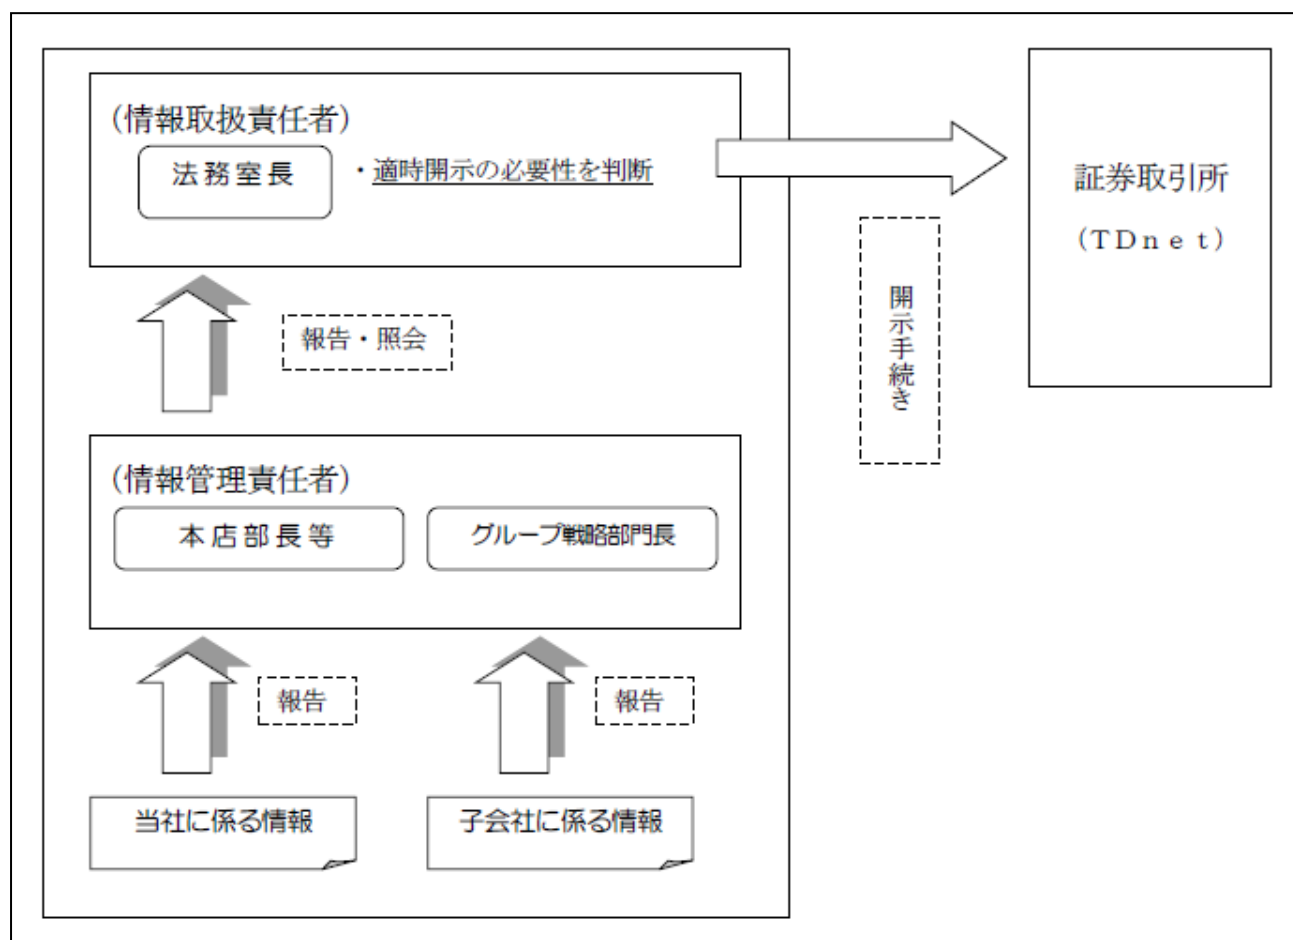 (情報取扱責任者)
法務室長
・適時開示の必要性を判断
証券取引所
(TDnet)
開示手続き
報告・照会
(情報管理責任者)
本店部長等
グループ戦略部門長
報告
報告
当社に係る情報
子会社に係る情報